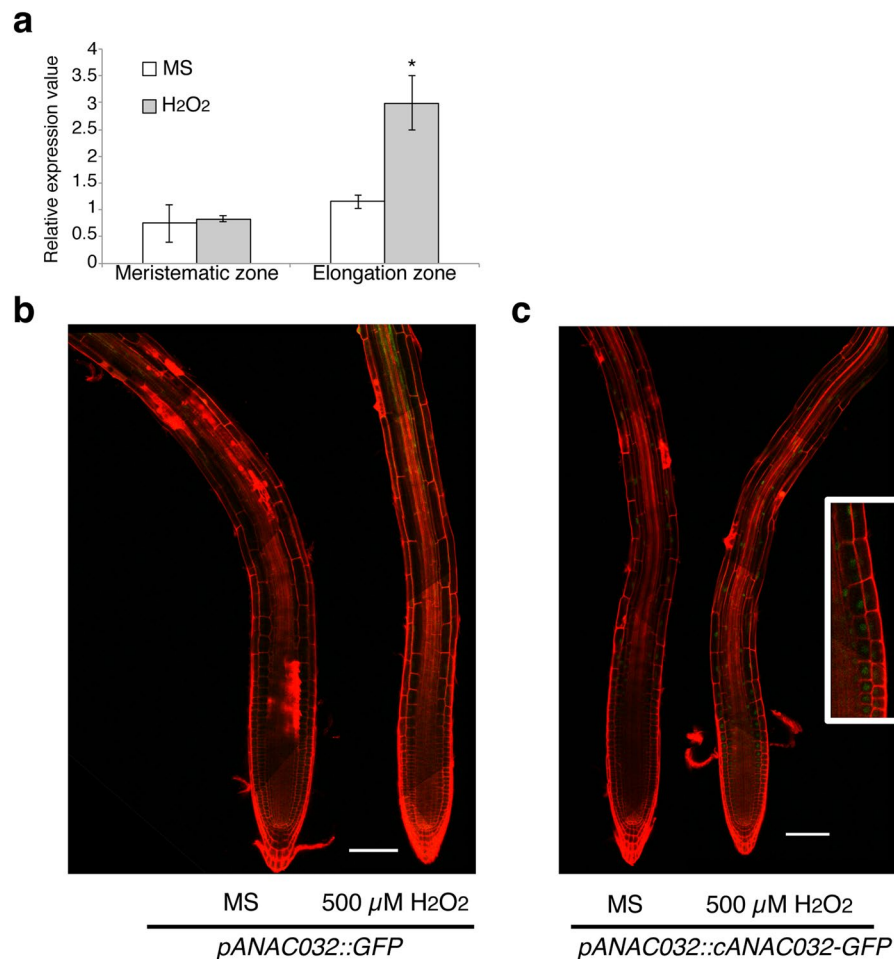 a
Relative expression value
4
3.5
3
2.5
2
1.5
1
0.5
0
MS
H2O2
*
Meristematic zone
Elongation zone
b
c
MS
500 µM H2O2
pANAC032::GFP
MS
500 µM H2O2
pANAC032::cANAC032-GFP